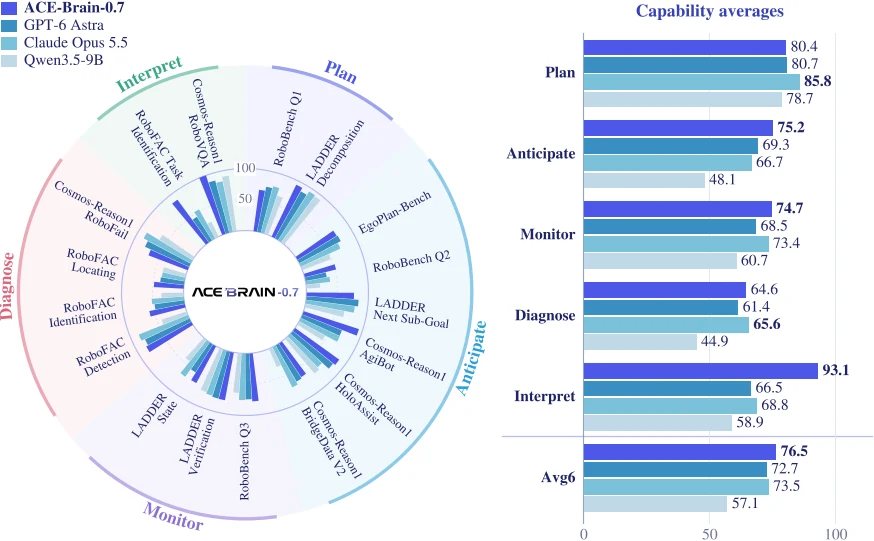 ACE-Brain-0.7
GPT-6 Astra
Claude Opus 5.5
Qwen3.5-9B
Interpret
Plan
Anticipate
Monitor
Diagnose
Cosmos-Reason1
RoboVQA
RoboFAC Task
Identification
RoboBench Q1
LADDER
Decomposition
EgoPlan-Bench
RoboBench Q2
LADDER
Next Sub-Goal
Cosmos-Reason1
AgiBot
Cosmos-Reason1
HoloAssist
Cosmos-Reason1
BridgeData V2
RoboBench Q3
LADDER
Verification
LADDER
State
RoboFAC
Detection
RoboFAC
Identification
RoboFAC
Locating
Cosmos-Reason1
RoboFail
100
50
ACE BRAIN-0.7
Capability averages
Plan
80.4
80.7
85.8
78.7
Anticipate
75.2
69.3
66.7
48.1
Monitor
74.7
68.5
73.4
60.7
Diagnose
64.6
61.4
65.6
44.9
Interpret
93.1
66.5
68.8
58.9
Avg6
76.5
72.7
73.5
57.1
0
50
100